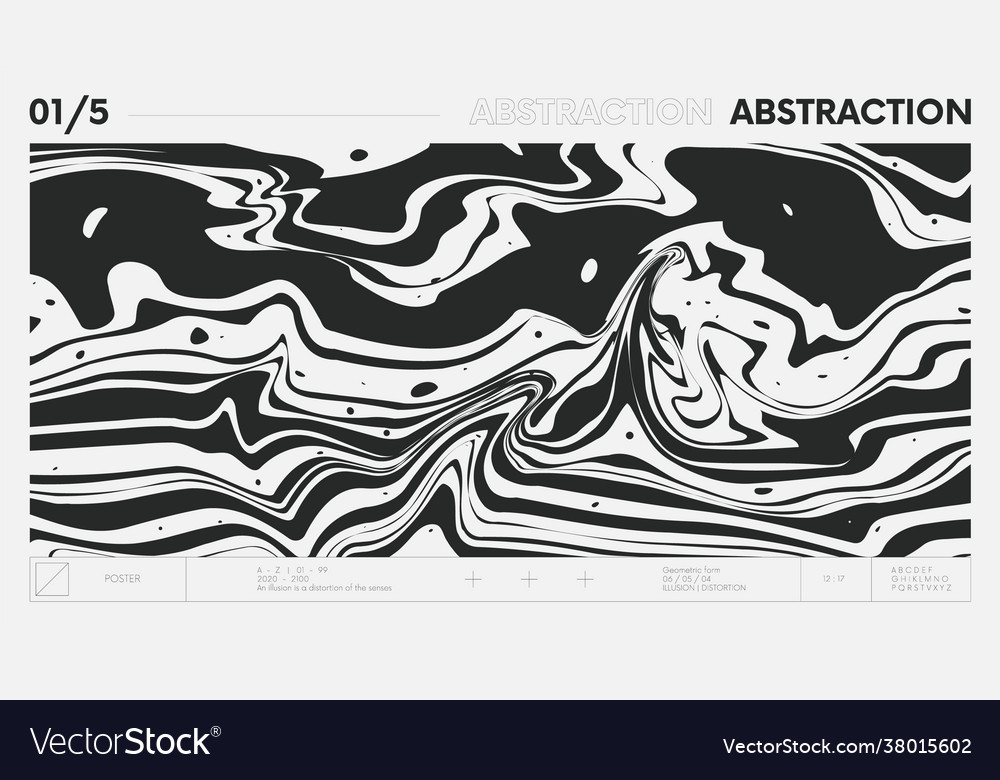 01/5 ABSTRACTION ABSTRACTION
POSTER
A - Z | 01 - 99
2020 - 2100
An illusion is a distortion of the senses
Geometric form
06 / 05 / 04
ILLUSION | DISTORTION
12 : 17
A B C D E F
G H I K L M N O
P Q R S T V X Y Z
VectorStock®
VectorStock.com/38015602